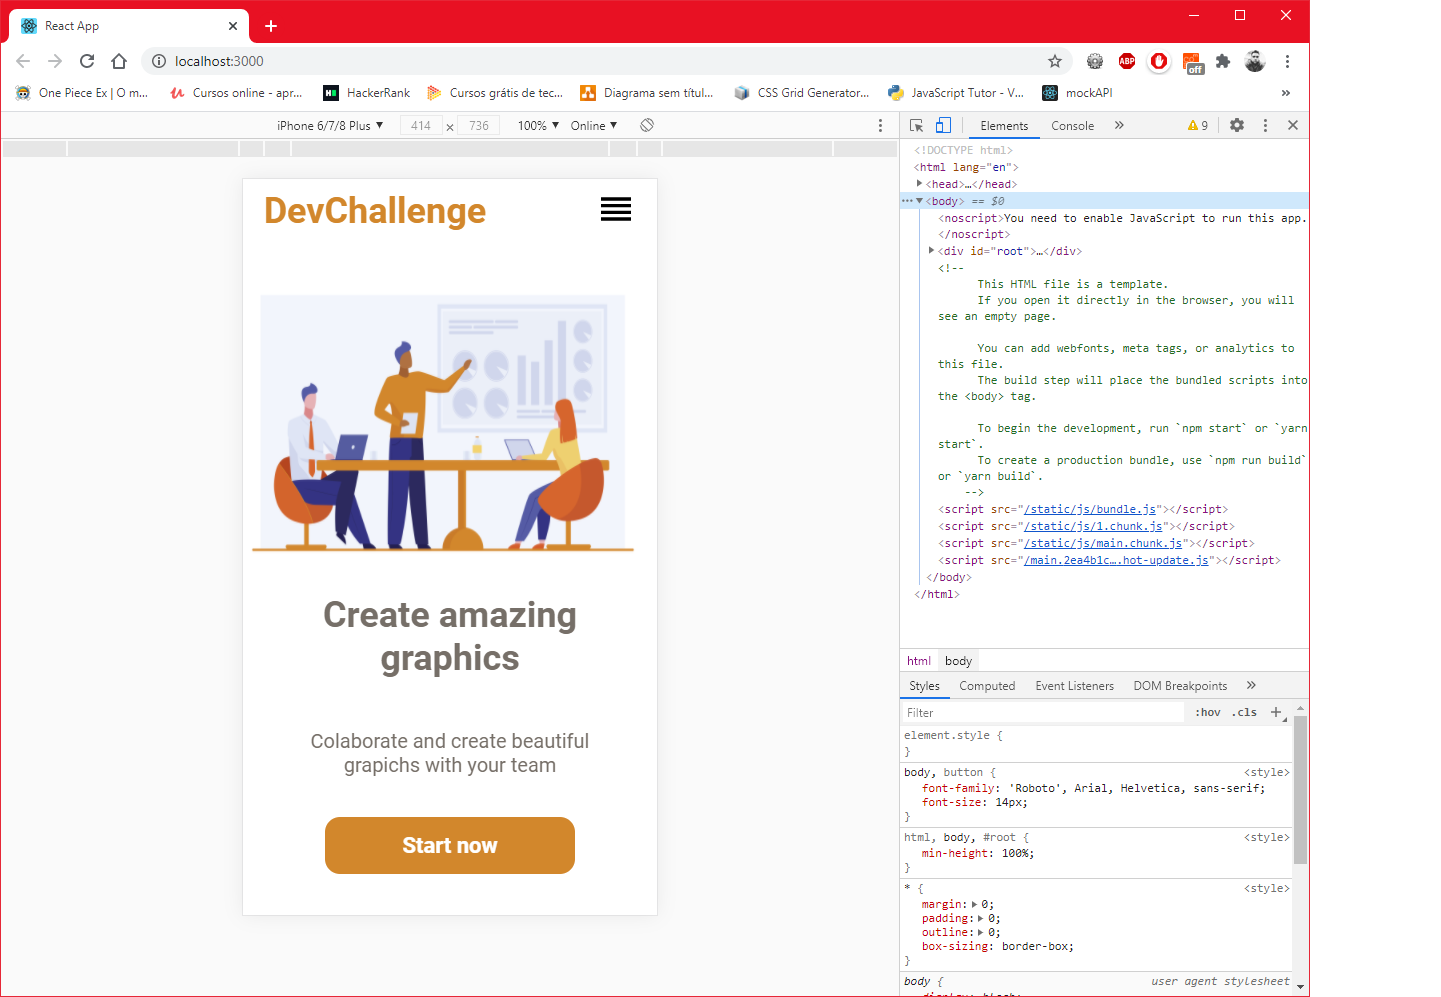 React App
localhost:3000
ABP
off
One Piece Ex | O m...
Cursos online - apr...
HackerRank
Cursos grátis de tec...
Diagrama sem títul...
CSS Grid Generator...
JavaScript Tutor - V...
mockAPI
»
iPhone 6/7/8 Plus ▼ 414 x 736 100% ▼ Online ▼
Elements Console » 9
DevChallenge
Create amazing
graphics
Colaborate and create beautiful
grapichs with your team
Start now
<!DOCTYPE html>
<html lang="en">
<head>…</head>
<body> == $0
<noscript>You need to enable JavaScript to run this app.
</noscript>
<div id="root">…</div>
<!--
This HTML file is a template.
If you open it directly in the browser, you will
see an empty page.
You can add webfonts, meta tags, or analytics to
this file.
The build step will place the bundled scripts into
the <body> tag.
To begin the development, run `npm start` or `yarn
start`.
To create a production bundle, use `npm run build`
or `yarn build`.
-->
<script src="/static/js/bundle.js"></script>
<script src="/static/js/1.chunk.js"></script>
<script src="/static/js/main.chunk.js"></script>
<script src="/main.2ea4b1c….hot-update.js"></script>
</body>
</html>
html body
Styles Computed Event Listeners DOM Breakpoints »
Filter :hov .cls +
element.style {
}
body, button { <style>
font-family: 'Roboto', Arial, Helvetica, sans-serif;
font-size: 14px;
}
html, body, #root { <style>
min-height: 100%;
}
* { <style>
margin: 0;
padding: 0;
outline: 0;
box-sizing: border-box;
}
body { user agent stylesheet
display: block;